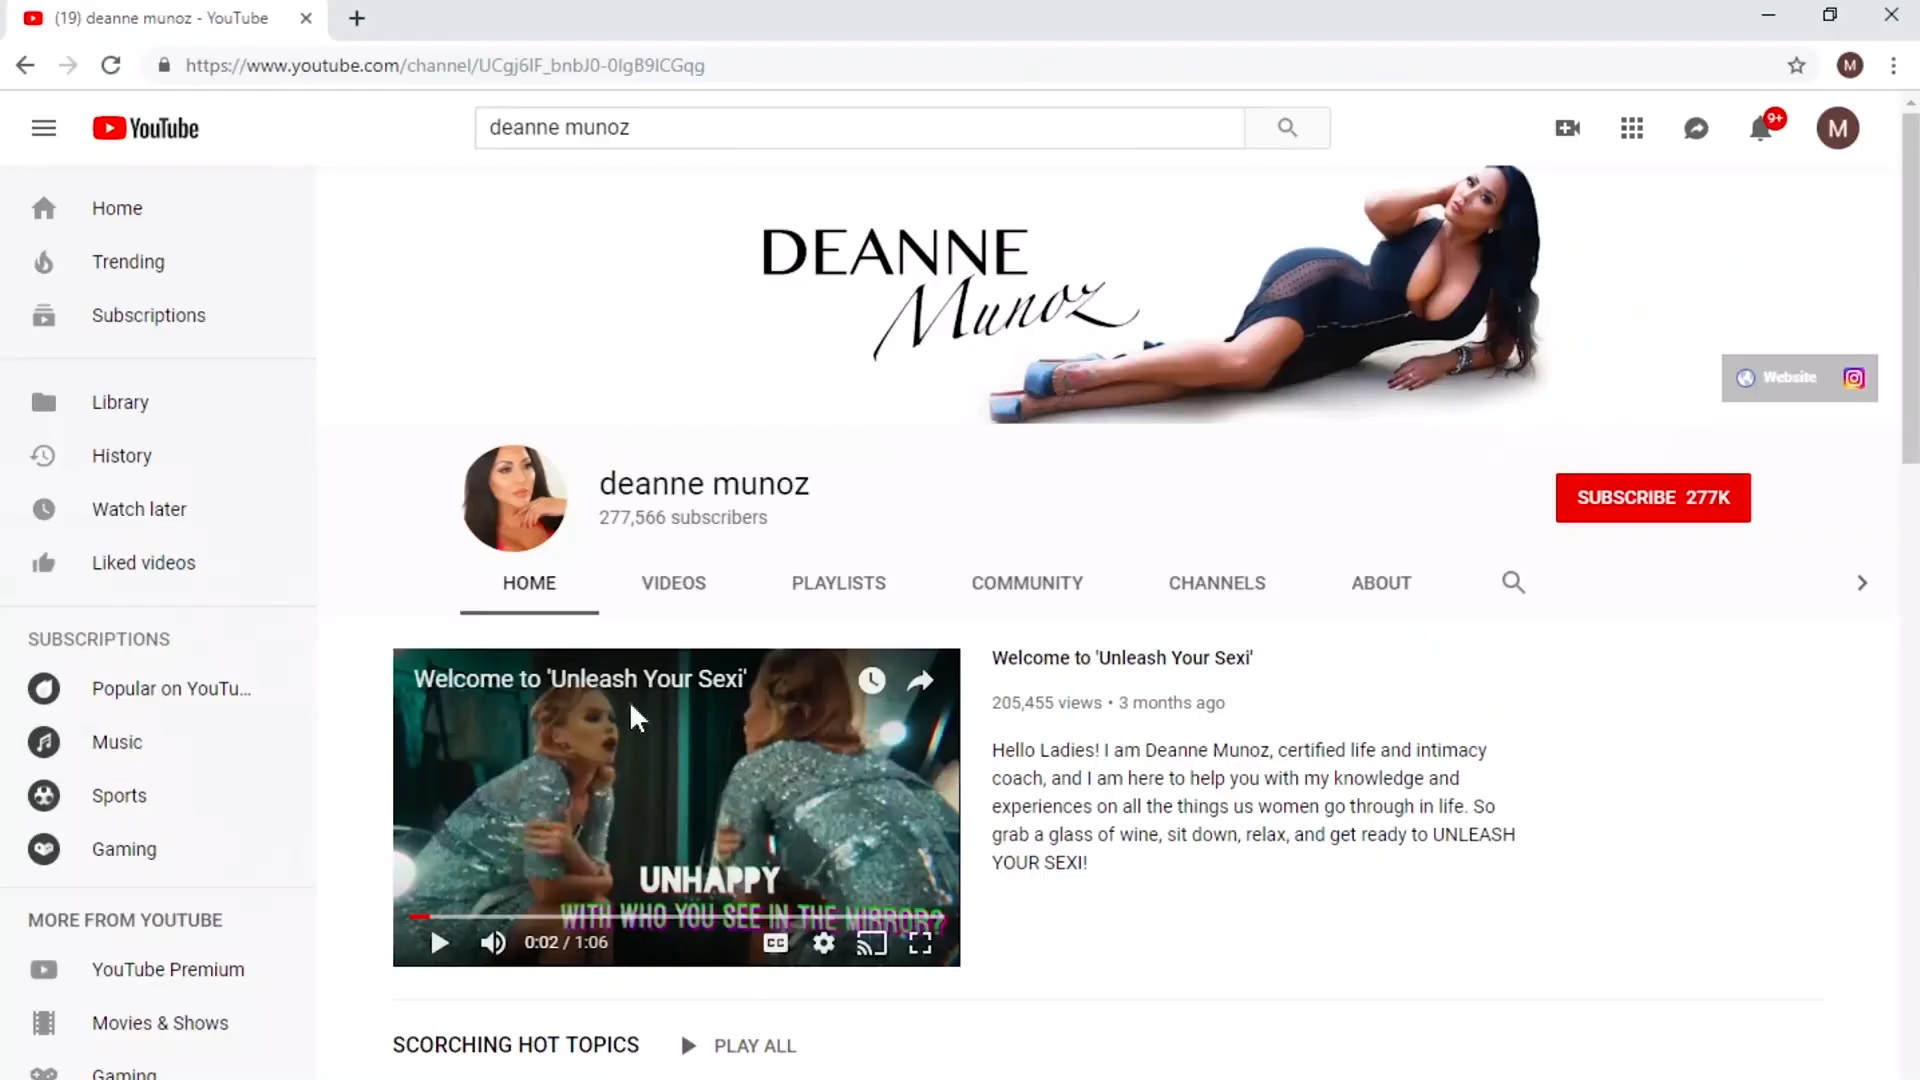 (19) deanne munoz - YouTube
https://www.youtube.com/channel/UCgj6IF_bnbJ0-0IgB9ICGqg
M
YouTube
deanne munoz
9+
M
Home
Trending
Subscriptions
Library
History
Watch later
Liked videos
SUBSCRIPTIONS
Popular on YouTu...
Music
Sports
Gaming
MORE FROM YOUTUBE
YouTube Premium
Movies & Shows
Gaming
DEANNE
Munoz
Website
deanne munoz
277,566 subscribers
SUBSCRIBE 277K
HOME
VIDEOS
PLAYLISTS
COMMUNITY
CHANNELS
ABOUT
Welcome to 'Unleash Your Sexi'
UNHAPPY
WITH WHO YOU SEE IN THE MIRROR?
0:02 / 1:06
CC
Welcome to 'Unleash Your Sexi'
205,455 views • 3 months ago
Hello Ladies! I am Deanne Munoz, certified life and intimacy
coach, and I am here to help you with my knowledge and
experiences on all the things us women go through in life. So
grab a glass of wine, sit down, relax, and get ready to UNLEASH
YOUR SEXI!
SCORCHING HOT TOPICS
PLAY ALL